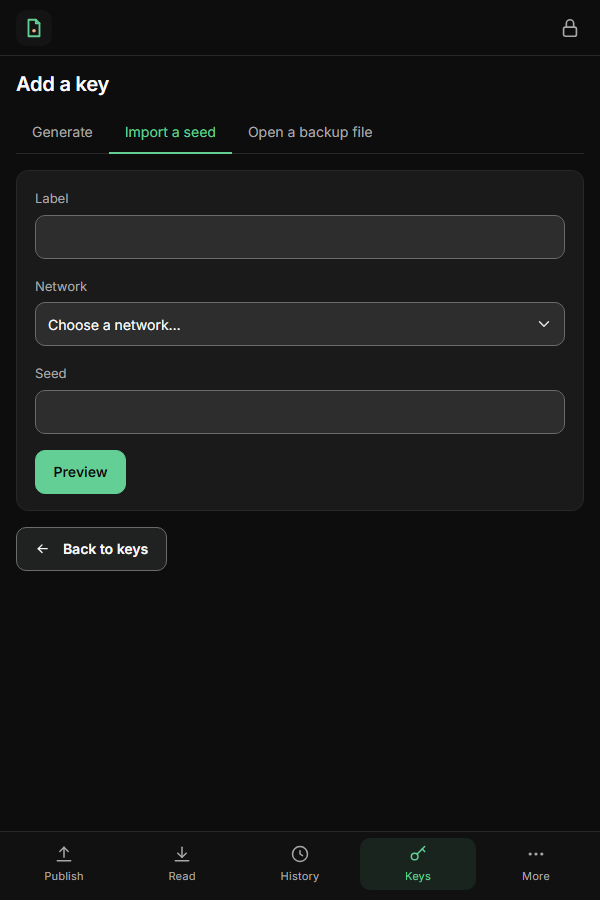 Add a key
Generate
Import a seed
Open a backup file
Label
Network
Choose a network...
Seed
Preview
Back to keys
Publish
Read
History
Keys
More